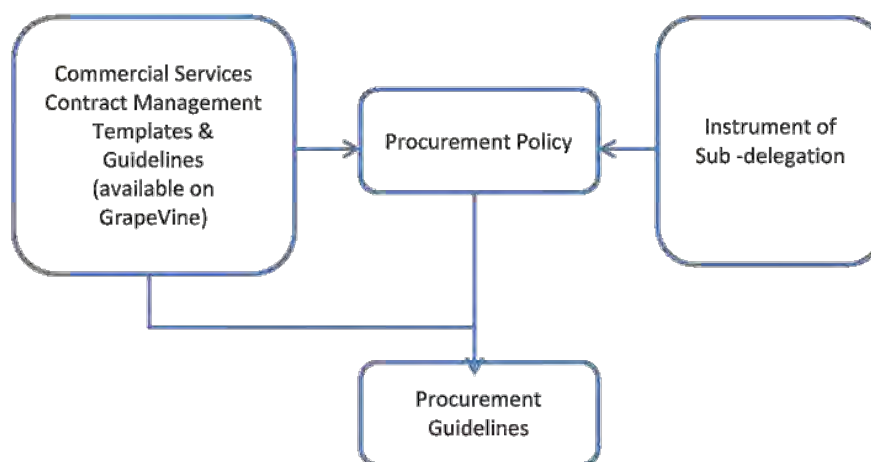 Commercial Services
Contract Management
Templates &
Guidelines
(available on
GrapeVine)
Procurement Policy
Instrument of
Sub -delegation
Procurement
Guidelines